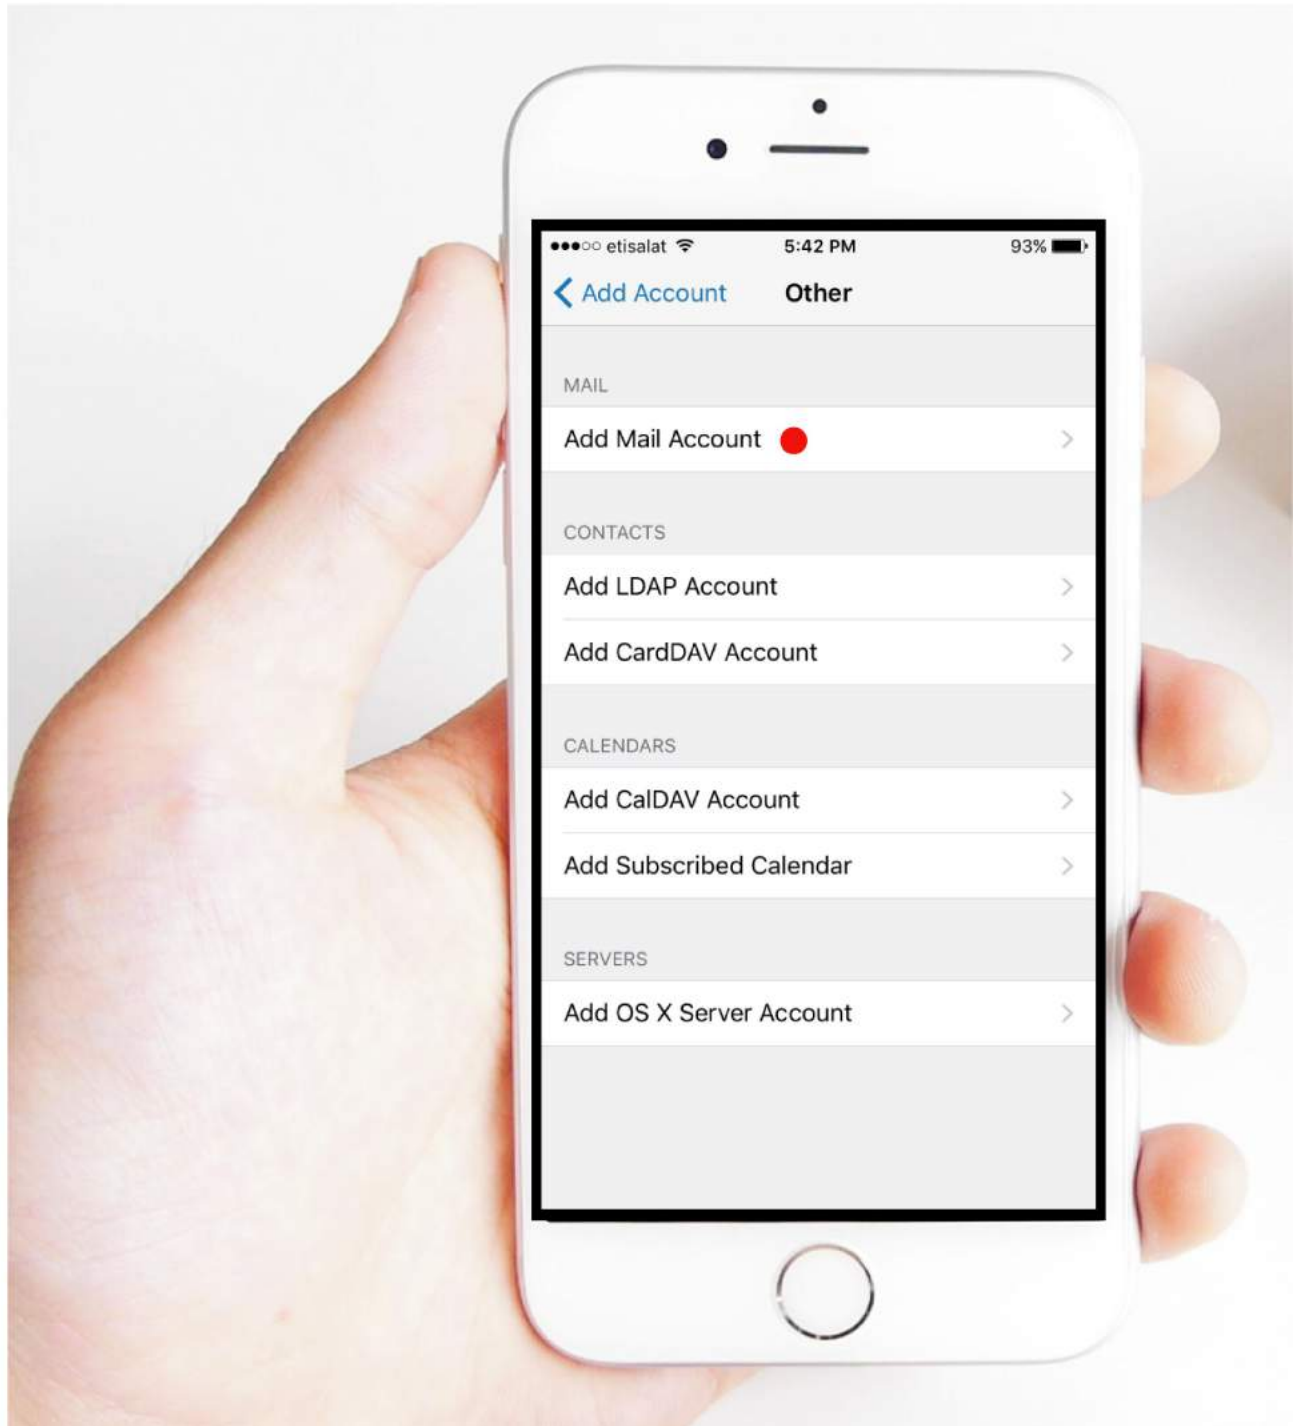 etisalat 5:42 PM 93%
Add Account Other
MAIL
Add Mail Account
CONTACTS
Add LDAP Account
Add CardDAV Account
CALENDARS
Add CalDAV Account
Add Subscribed Calendar
SERVERS
Add OS X Server Account